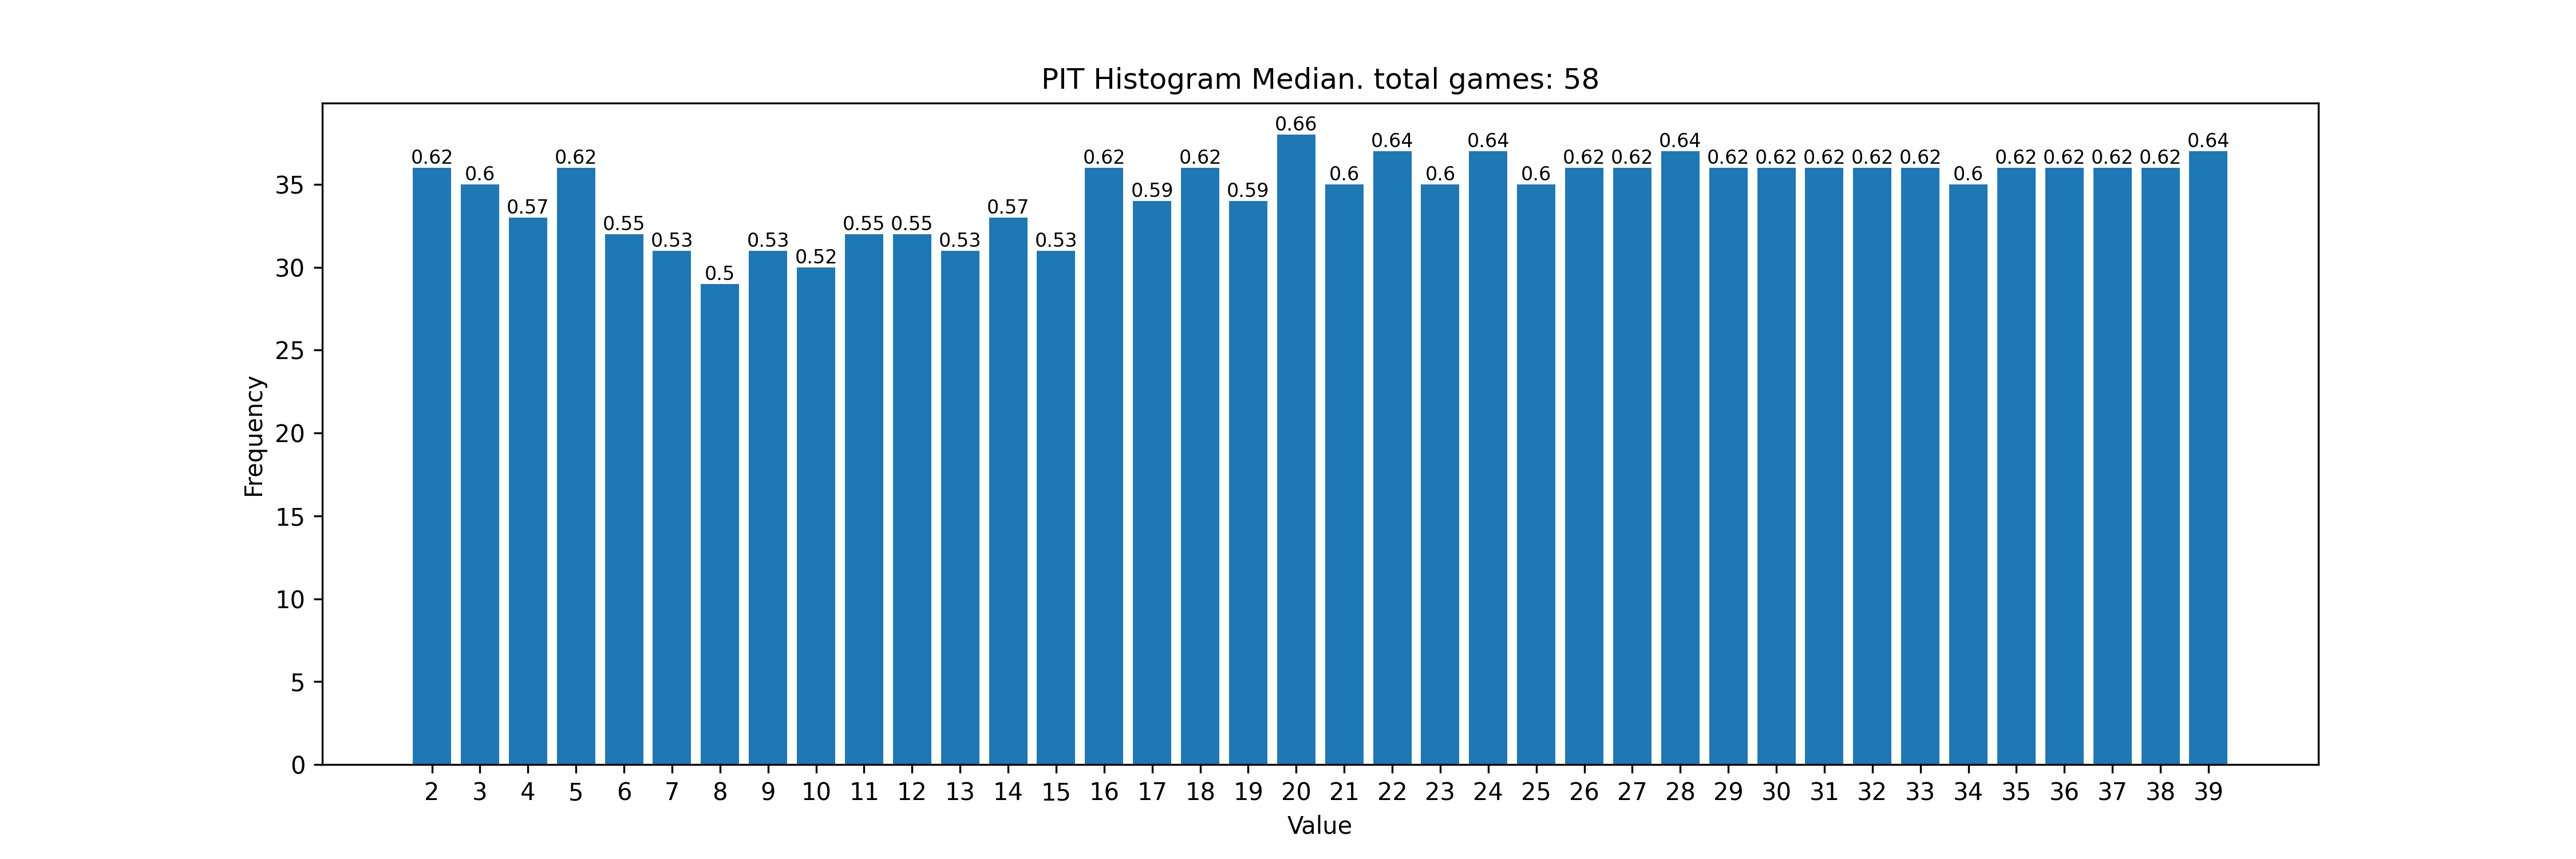 PIT Histogram Median. total games: 58
0.62 0.6 0.57 0.62 0.55 0.53 0.5 0.53 0.52 0.55 0.55 0.53 0.57 0.53 0.62 0.59 0.62 0.59 0.66 0.6 0.64 0.6 0.64 0.6 0.62 0.62 0.64 0.62 0.62 0.62 0.62 0.62 0.6 0.62 0.62 0.62 0.62 0.64
35
30
25
20
15
10
5
0
Frequency
2 3 4 5 6 7 8 9 10 11 12 13 14 15 16 17 18 19 20 21 22 23 24 25 26 27 28 29 30 31 32 33 34 35 36 37 38 39
Value